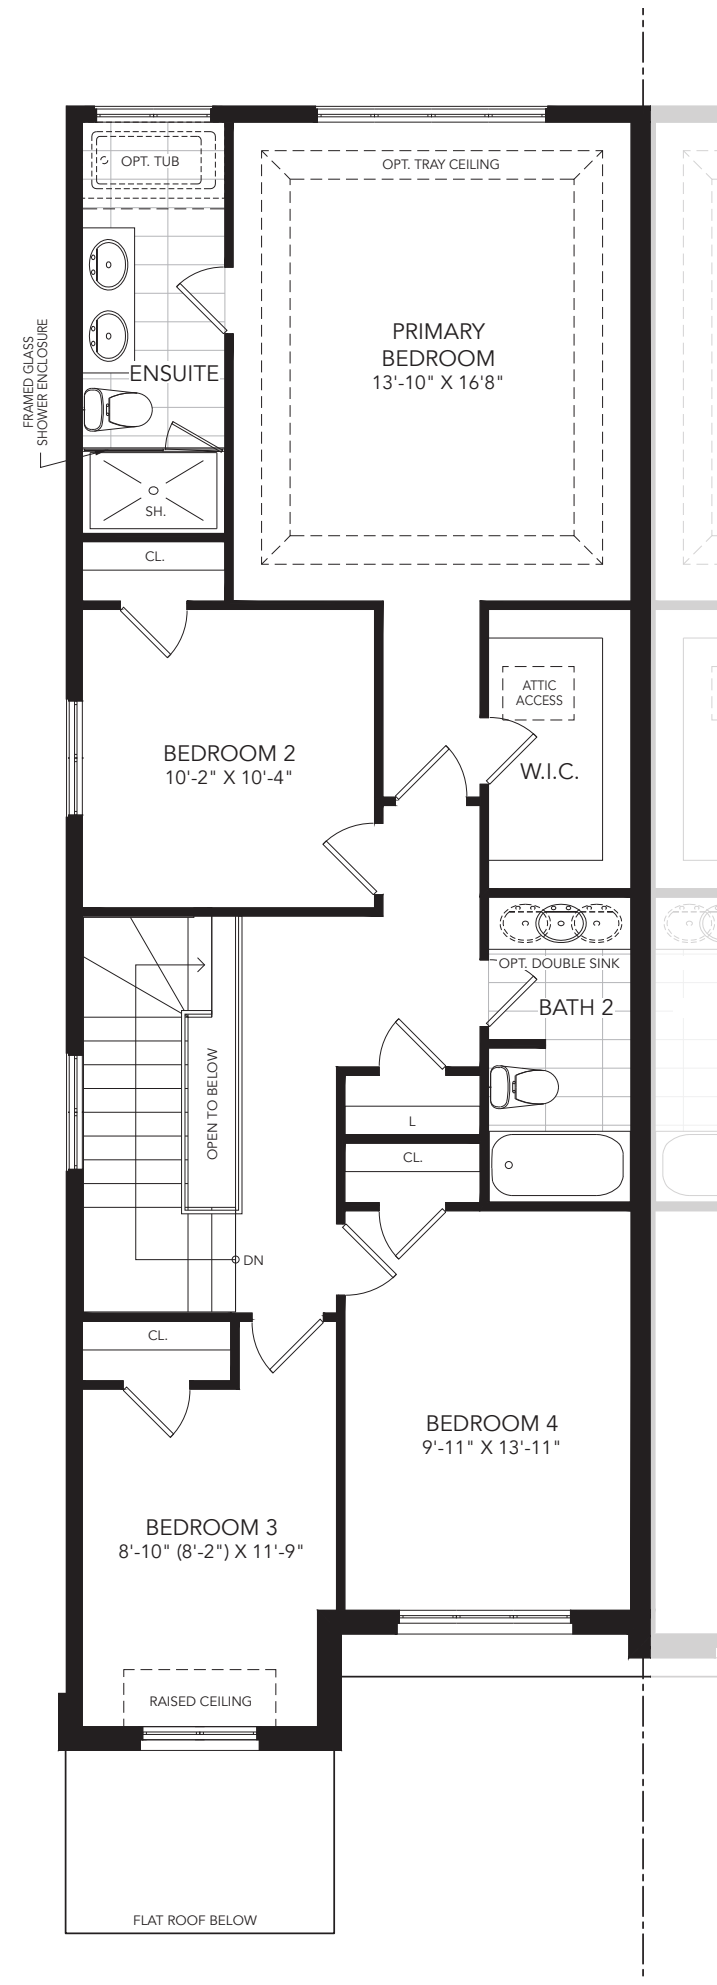 OPT. TUB
OPT. TRAY CEILING
FRAMED GLASS
SHOWER ENCLOSURE
PRIMARY
BEDROOM
13'-10" X 16'8"
ENSUITE
SH.
CL.
ATTIC
ACCESS
BEDROOM 2
10'-2" X 10'-4"
W.I.C.
OPT. DOUBLE SINK
BATH 2
OPEN TO BELOW
L
CL.
DN
CL.
BEDROOM 4
9'-11" X 13'-11"
BEDROOM 3
8'-10" (8'-2") X 11'-9"
RAISED CEILING
FLAT ROOF BELOW